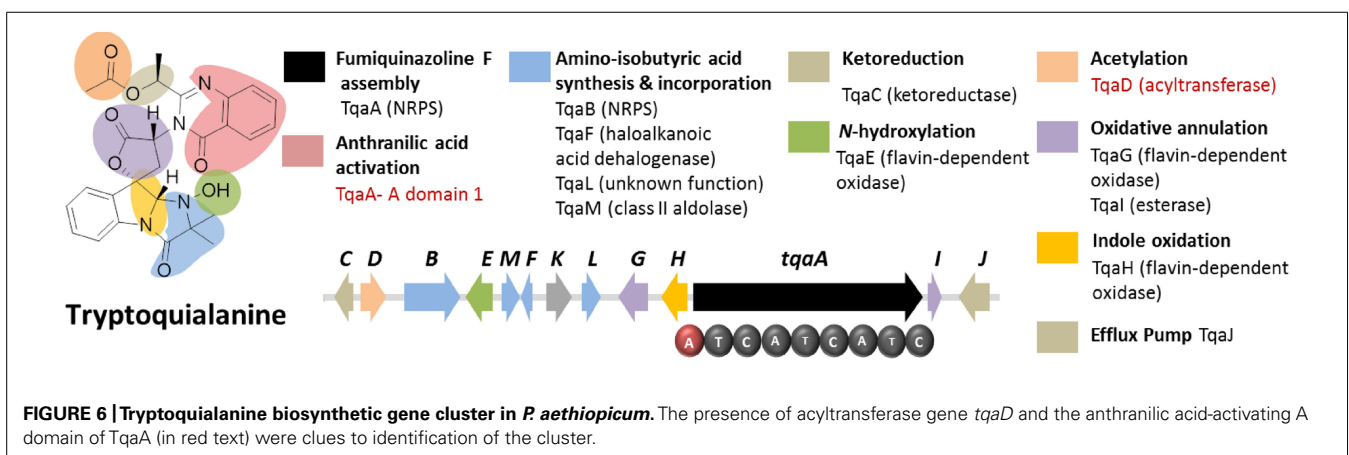 O
O
N
H
N
O
O
O
H
N
OH
N
O
Tryptoquialanine
Fumiquinazoline F
assembly
TqaA (NRPS)
Anthranilic acid
activation
TqaA- A domain 1
Amino-isobutyric acid
synthesis & incorporation
TqaB (NRPS)
TqaF (haloalkanoic
acid dehalogenase)
TqaL (unknown function)
TqaM (class II aldolase)
Ketoreduction
TqaC (ketoreductase)
N-hydroxylation
TqaE (flavin-dependent
oxidase)
Acetylation
TqaD (acyltransferase)
Oxidative annulation
TqaG (flavin-dependent
oxidase)
TqaI (esterase)
Indole oxidation
TqaH (flavin-dependent
oxidase)
Efflux Pump TqaJ
C D B E M F K L G H tqaA I J
A T C A T C A T C
FIGURE 6 | Tryptoquialanine biosynthetic gene cluster in P. aethiopicum. The presence of acyltransferase gene tqaD and the anthranilic acid-activating A
domain of TqaA (in red text) were clues to identification of the cluster.